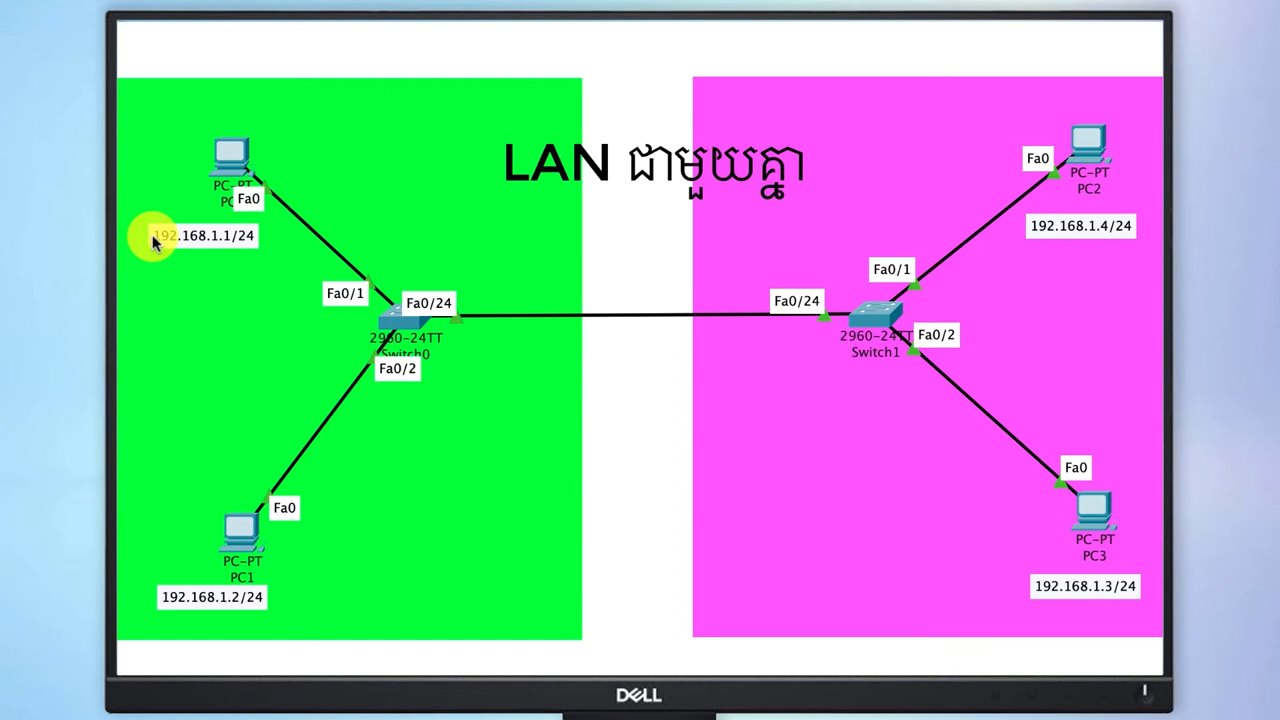 LAN ជាមួយគ្នា
PC-PT
Fa0
192.168.1.1/24
Fa0/1
Fa0/24
2960-24TT
Switch0
Fa0/2
Fa0
PC-PT
PC1
192.168.1.2/24
Fa0
PC-PT
PC2
192.168.1.4/24
Fa0/1
Fa0/24
2960-24TT
Switch1
Fa0/2
Fa0
PC-PT
PC3
192.168.1.3/24
DELL